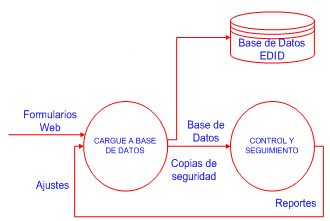 Base de Datos
EDID
Formularios
Web
CARGUE A BASE
DE DATOS
Base de
Datos
CONTROL Y
SEGUIMIENTO
Copias de
seguridad
Ajustes
Reportes